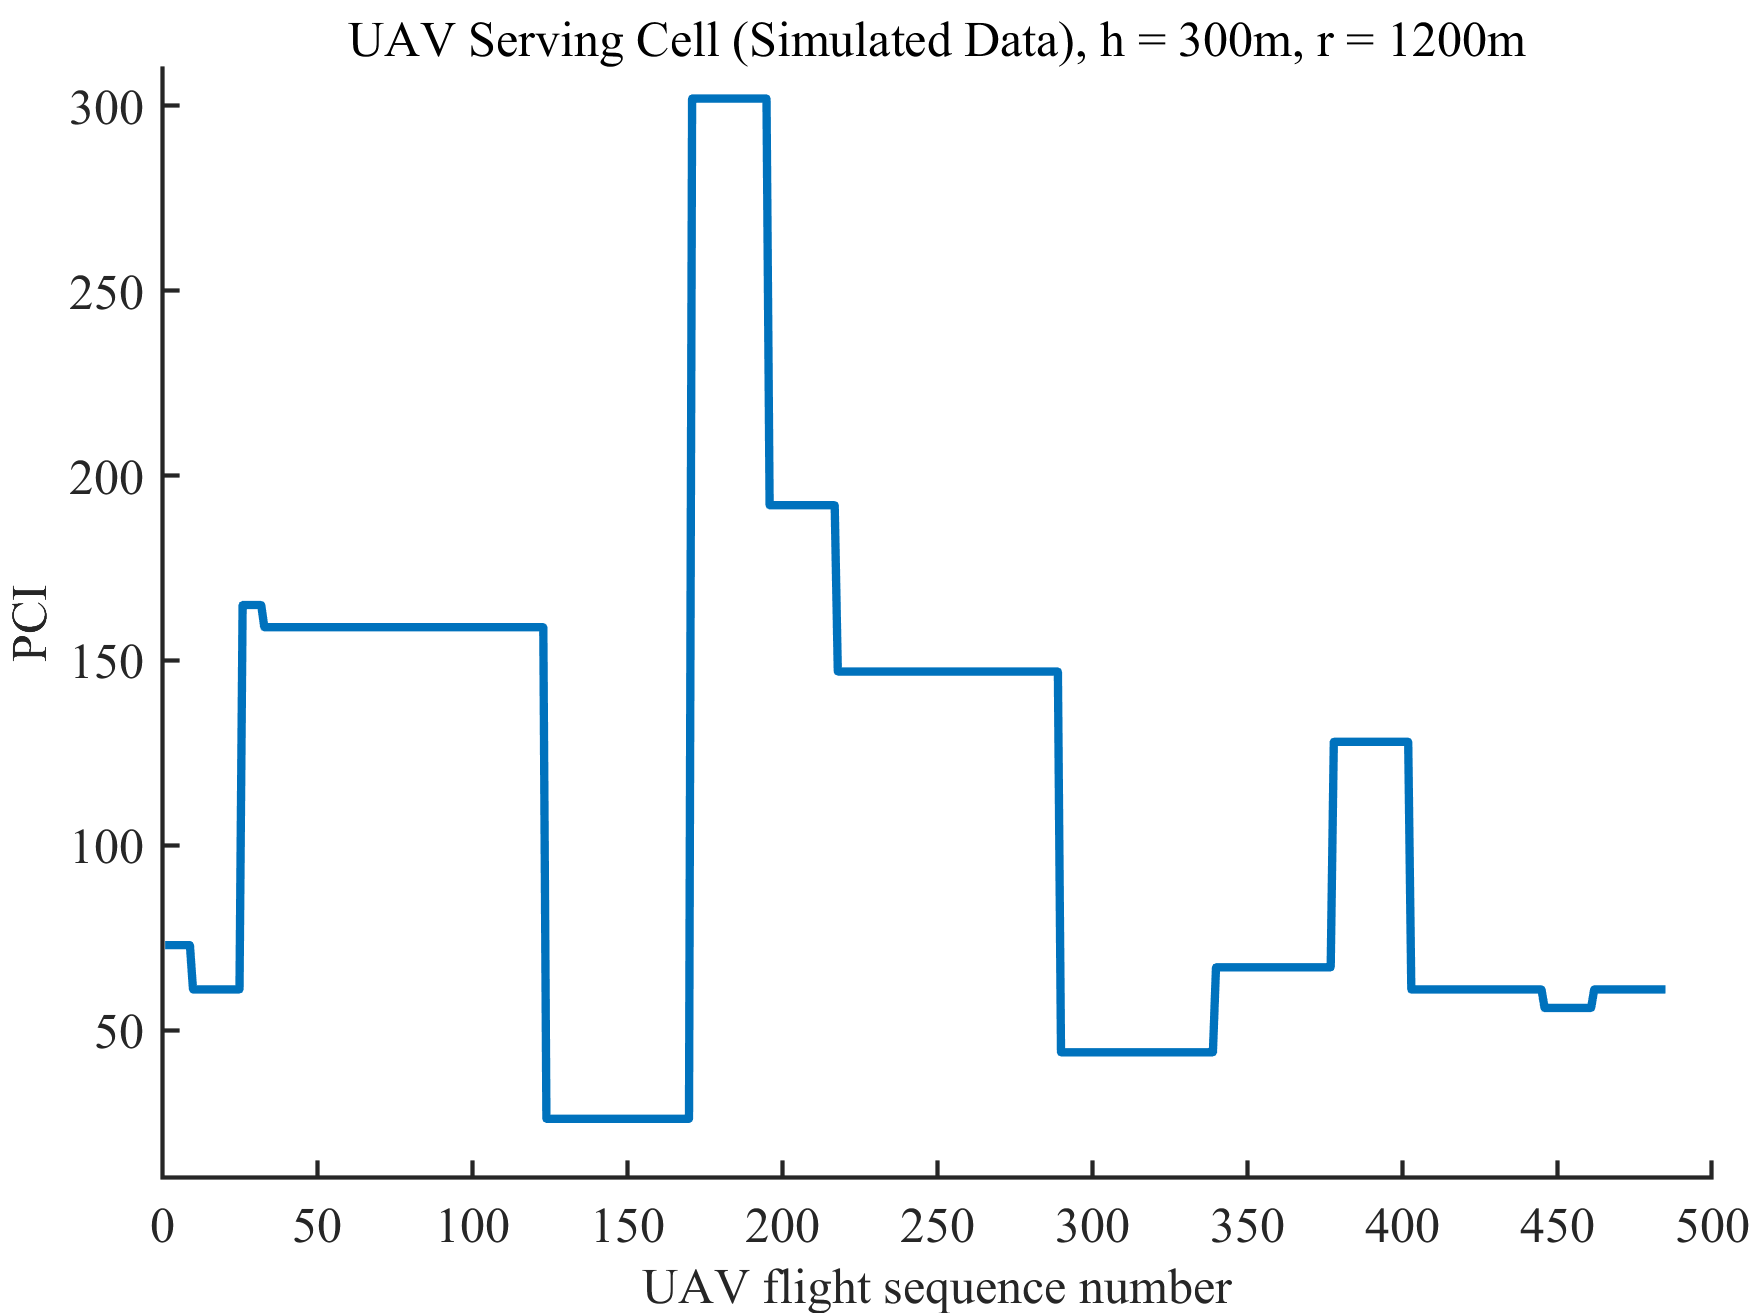 UAV Serving Cell (Simulated Data), h = 300m, r = 1200m
300
250
200
150
100
50
PCI
0 50 100 150 200 250 300 350 400 450 500
UAV flight sequence number